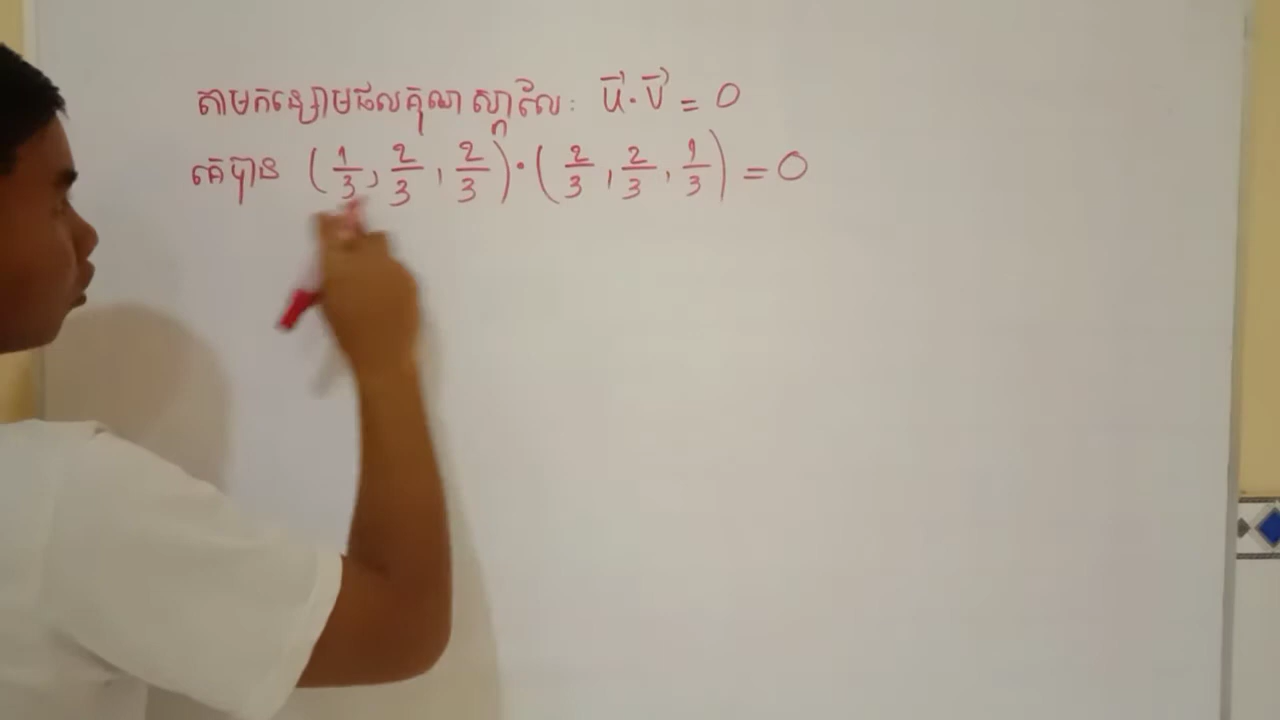 តាមកន្សោមផលគុណ ស្កាលែ: u⃗ · v⃗ = 0
គេបាន (1/3, 2/3, 2/3) · (2/3, 2/3, 1/3) = 0